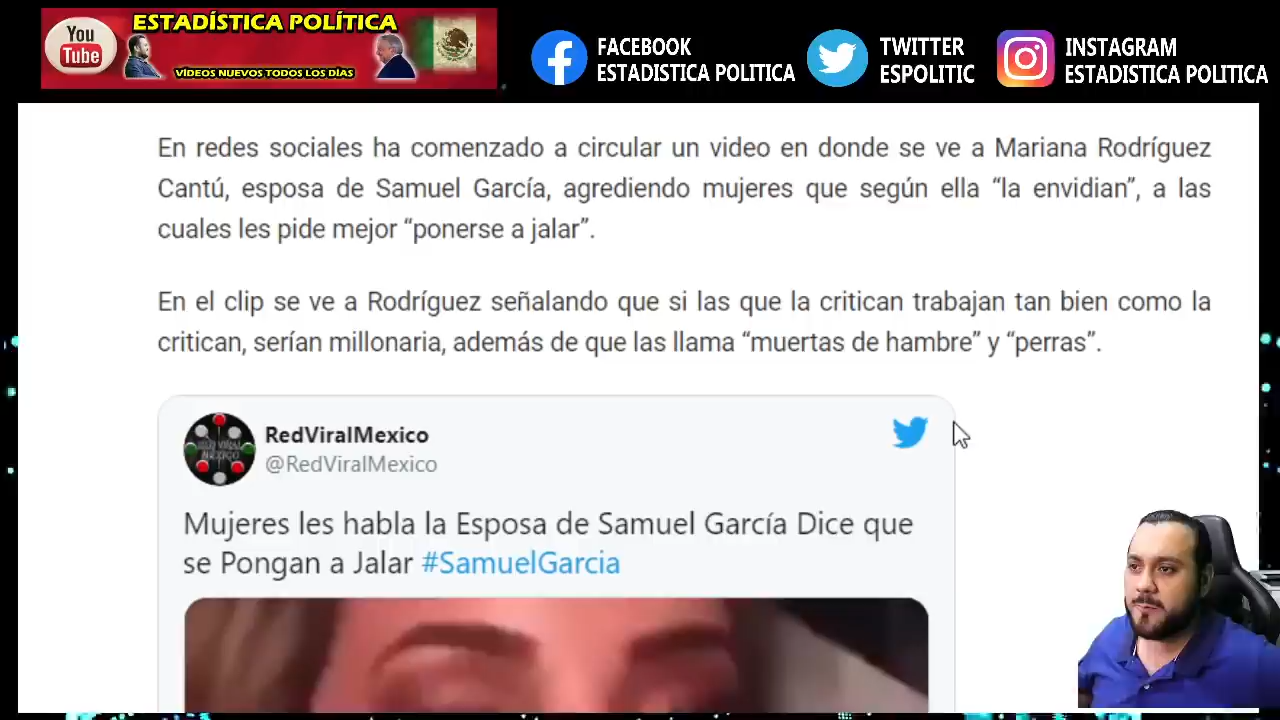 You
Tube
ESTADÍSTICA POLÍTICA
VÍDEOS NUEVOS TODOS LOS DÍAS
FACEBOOK
ESTADISTICA POLITICA
TWITTER
ESPOLITIC
INSTAGRAM
ESTADISTICA POLITICA
En redes sociales ha comenzado a circular un video en donde se ve a Mariana Rodríguez
Cantú, esposa de Samuel García, agrediendo mujeres que según ella “la envidian”, a las
cuales les pide mejor “ponerse a jalar”.
En el clip se ve a Rodríguez señalando que si las que la critican trabajan tan bien como la
critican, serían millonaria, además de que las llama “muertas de hambre” y “perras”.
RED VIRAL
MEXICO
RedViralMexico
@RedViralMexico
Mujeres les habla la Esposa de Samuel García Dice que
se Pongan a Jalar #SamuelGarcia